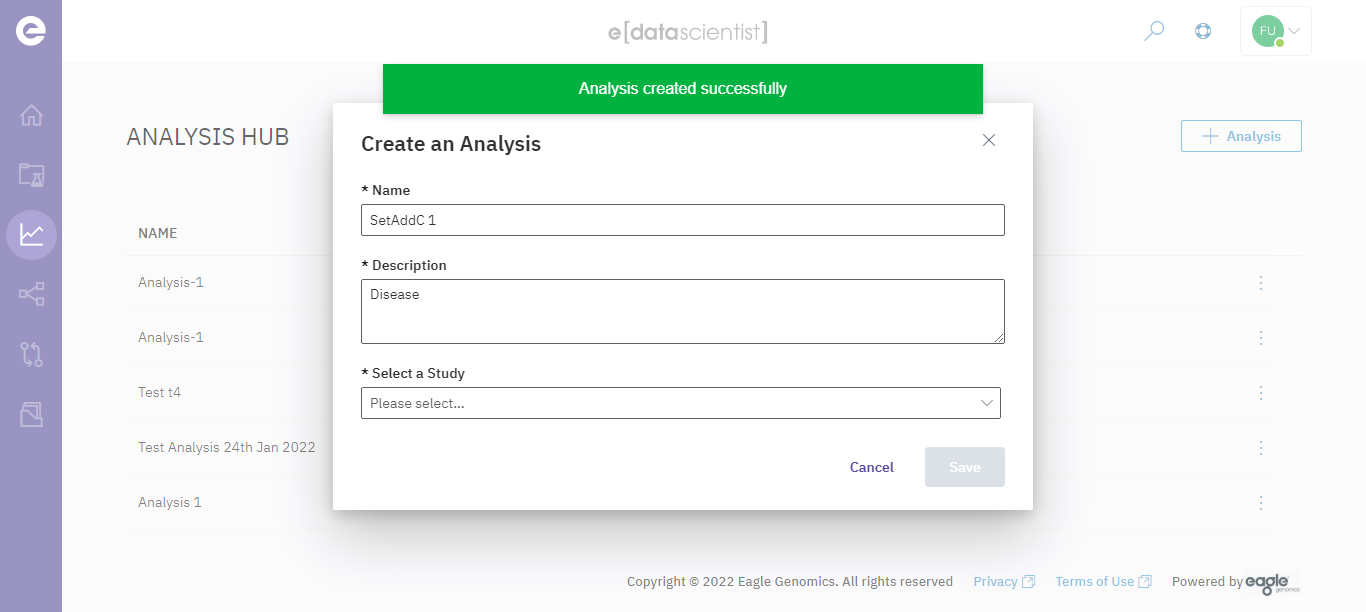 e[datascientist]
FU
Analysis created successfully
ANALYSIS HUB
Analysis
Create an Analysis
* Name
SetAddC 1
NAME
* Description
Analysis-1
Disease
Analysis-1
* Select a Study
Test t4
Please select...
Test Analysis 24th Jan 2022
Cancel
Save
Analysis 1
Copyright © 2022 Eagle Genomics. All rights reserved
Privacy
Terms of Use
Powered by
eagle
genomics